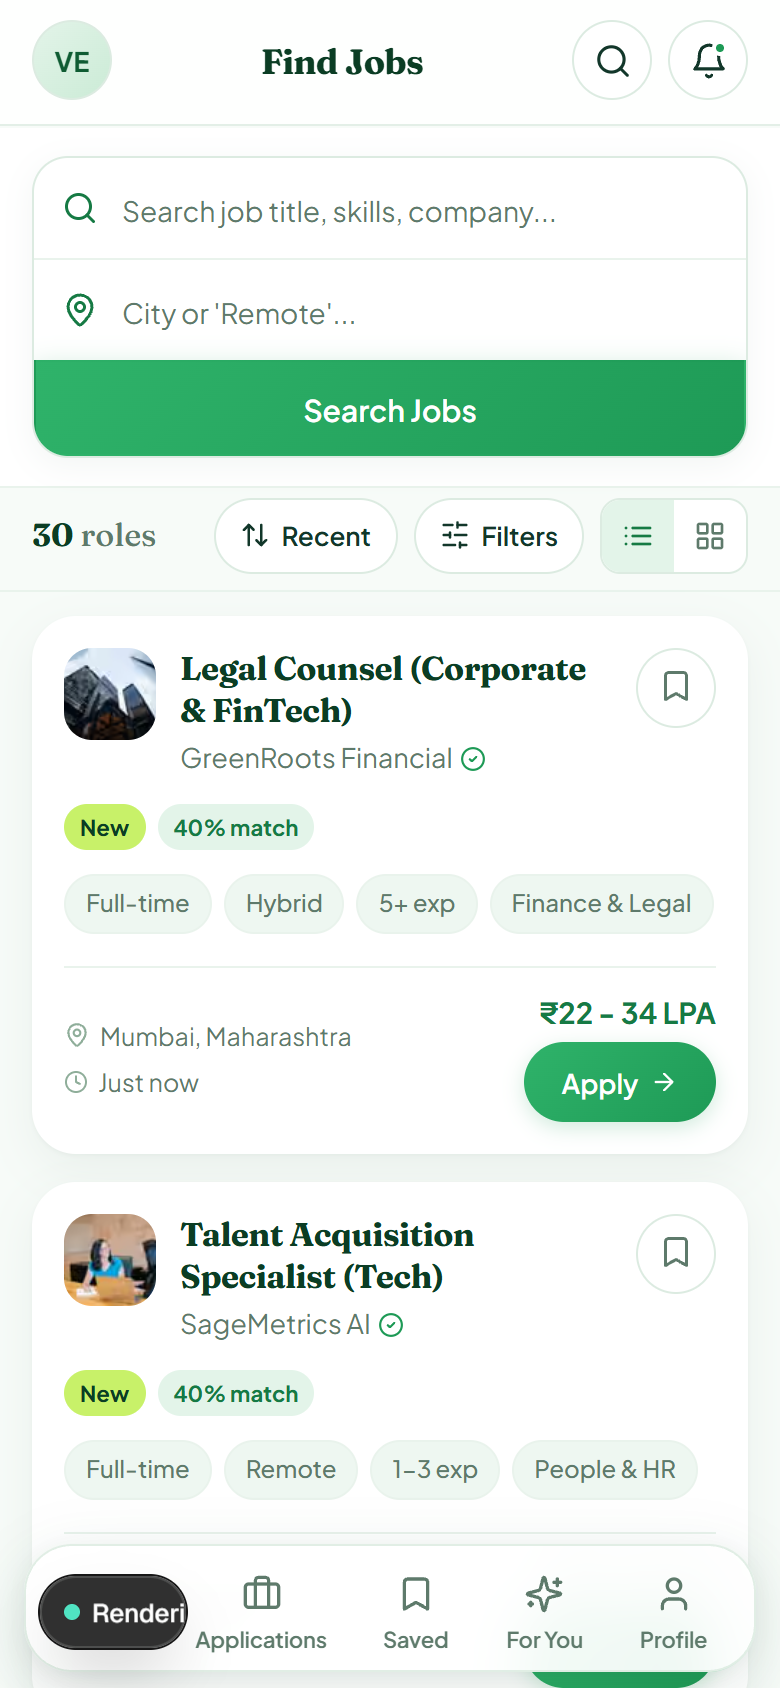 VE
Find Jobs
Search job title, skills, company...
City or 'Remote'...
Search Jobs
30 roles
Recent
Filters
Legal Counsel (Corporate
& FinTech)
GreenRoots Financial
New
40% match
Full-time
Hybrid
5+ exp
Finance & Legal
₹22 – 34 LPA
Mumbai, Maharashtra
Just now
Apply
Talent Acquisition
Specialist (Tech)
SageMetrics AI
New
40% match
Full-time
Remote
1–3 exp
People & HR
Renderi
Applications
Saved
For You
Profile